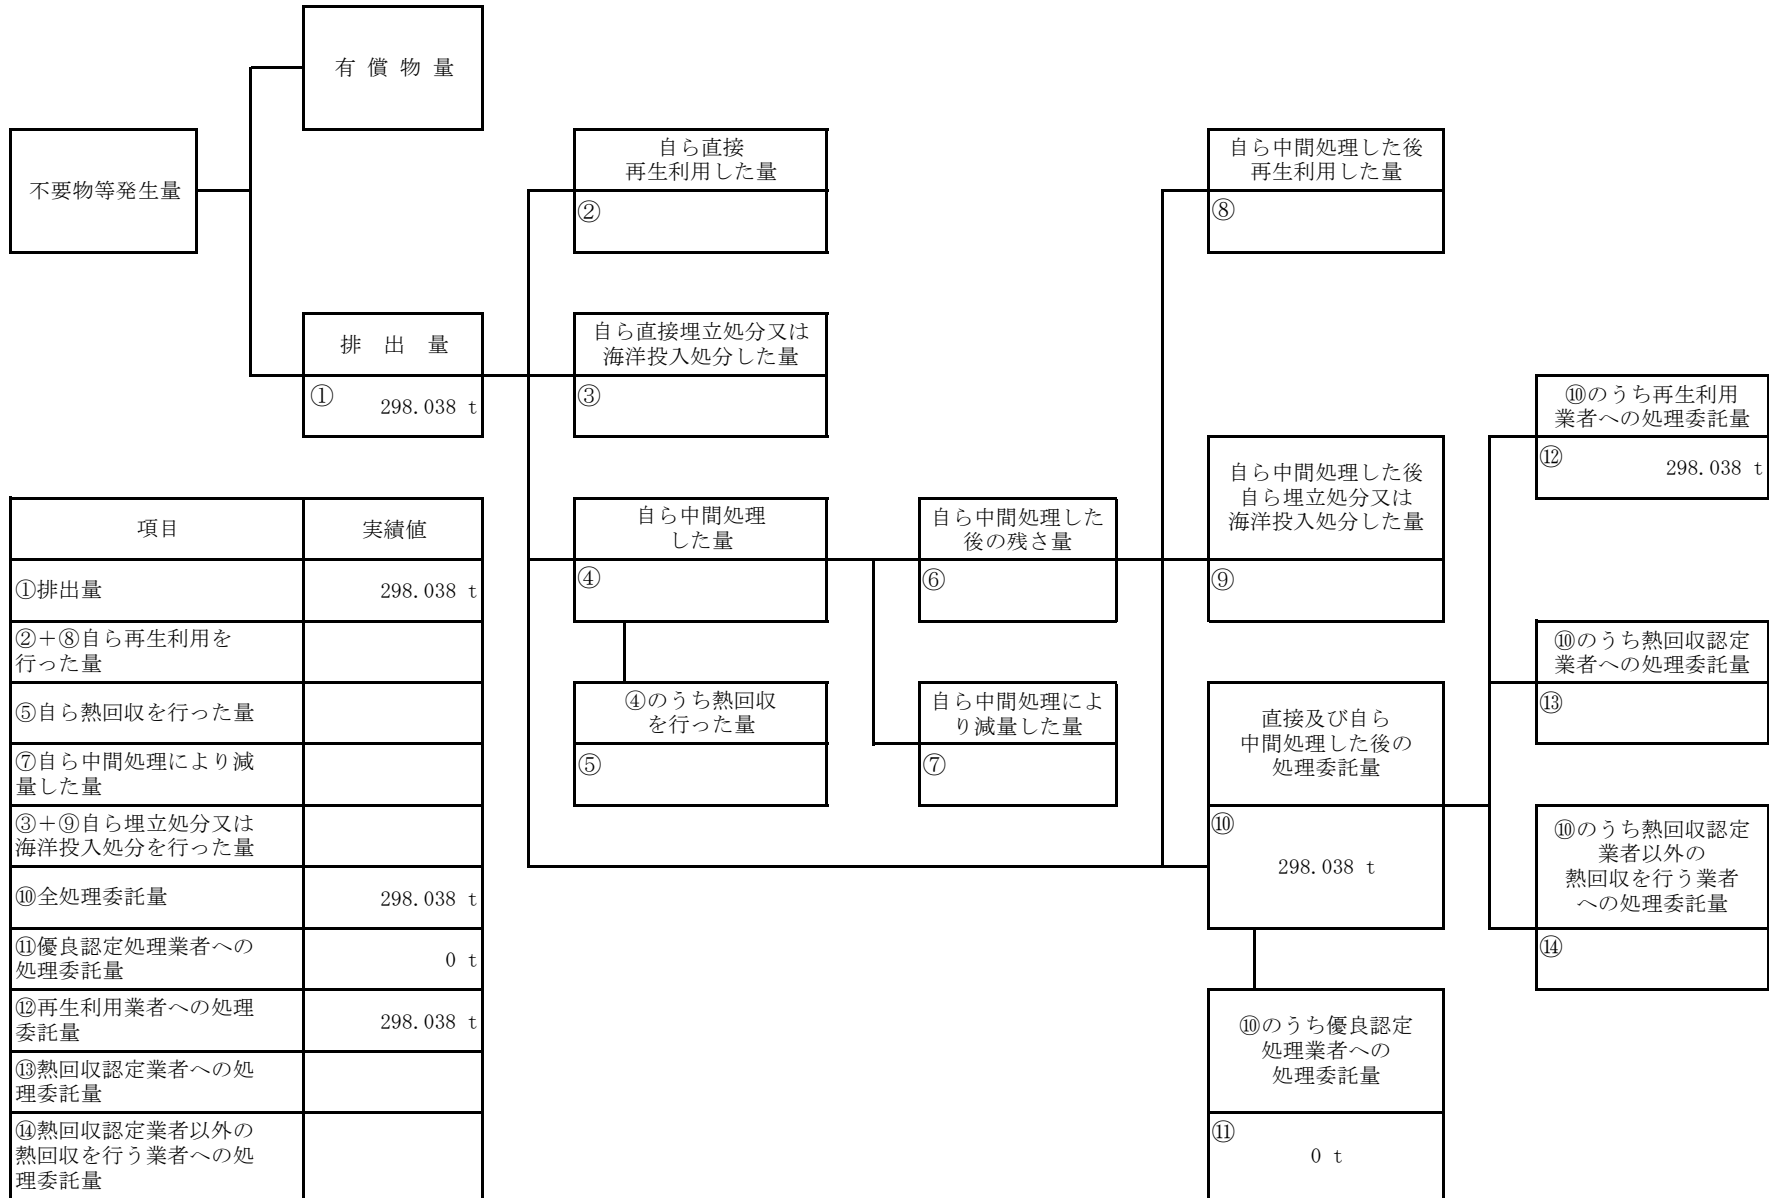 有 償 物 量
不要物等発生量
自ら直接
再生利用した量
②
自ら中間処理した後
再生利用した量
⑧
排 出 量
① 298.038 t
自ら直接埋立処分又は
海洋投入処分した量
③
⑩のうち再生利用
業者への処理委託量
⑫ 298.038 t
自ら中間処理した後
自ら埋立処分又は
海洋投入処分した量
⑨
自ら中間処理
した量
④
自ら中間処理した
後の残さ量
⑥
④のうち熱回収
を行った量
⑤
自ら中間処理によ
り減量した量
⑦
⑩のうち熱回収認定
業者への処理委託量
⑬
直接及び自ら
中間処理した後の
処理委託量
⑩
298.038 t
⑩のうち熱回収認定
業者以外の
熱回収を行う業者
への処理委託量
⑭
⑩のうち優良認定
処理業者への
処理委託量
⑪
0 t
項目 実績値
①排出量 298.038 t
②＋⑧自ら再生利用を
行った量
⑤自ら熱回収を行った量
⑦自ら中間処理により減
量した量
③＋⑨自ら埋立処分又は
海洋投入処分を行った量
⑩全処理委託量 298.038 t
⑪優良認定処理業者への
処理委託量 0 t
⑫再生利用業者への処理
委託量 298.038 t
⑬熱回収認定業者への処
理委託量
⑭熱回収認定業者以外の
熱回収を行う業者への処
理委託量